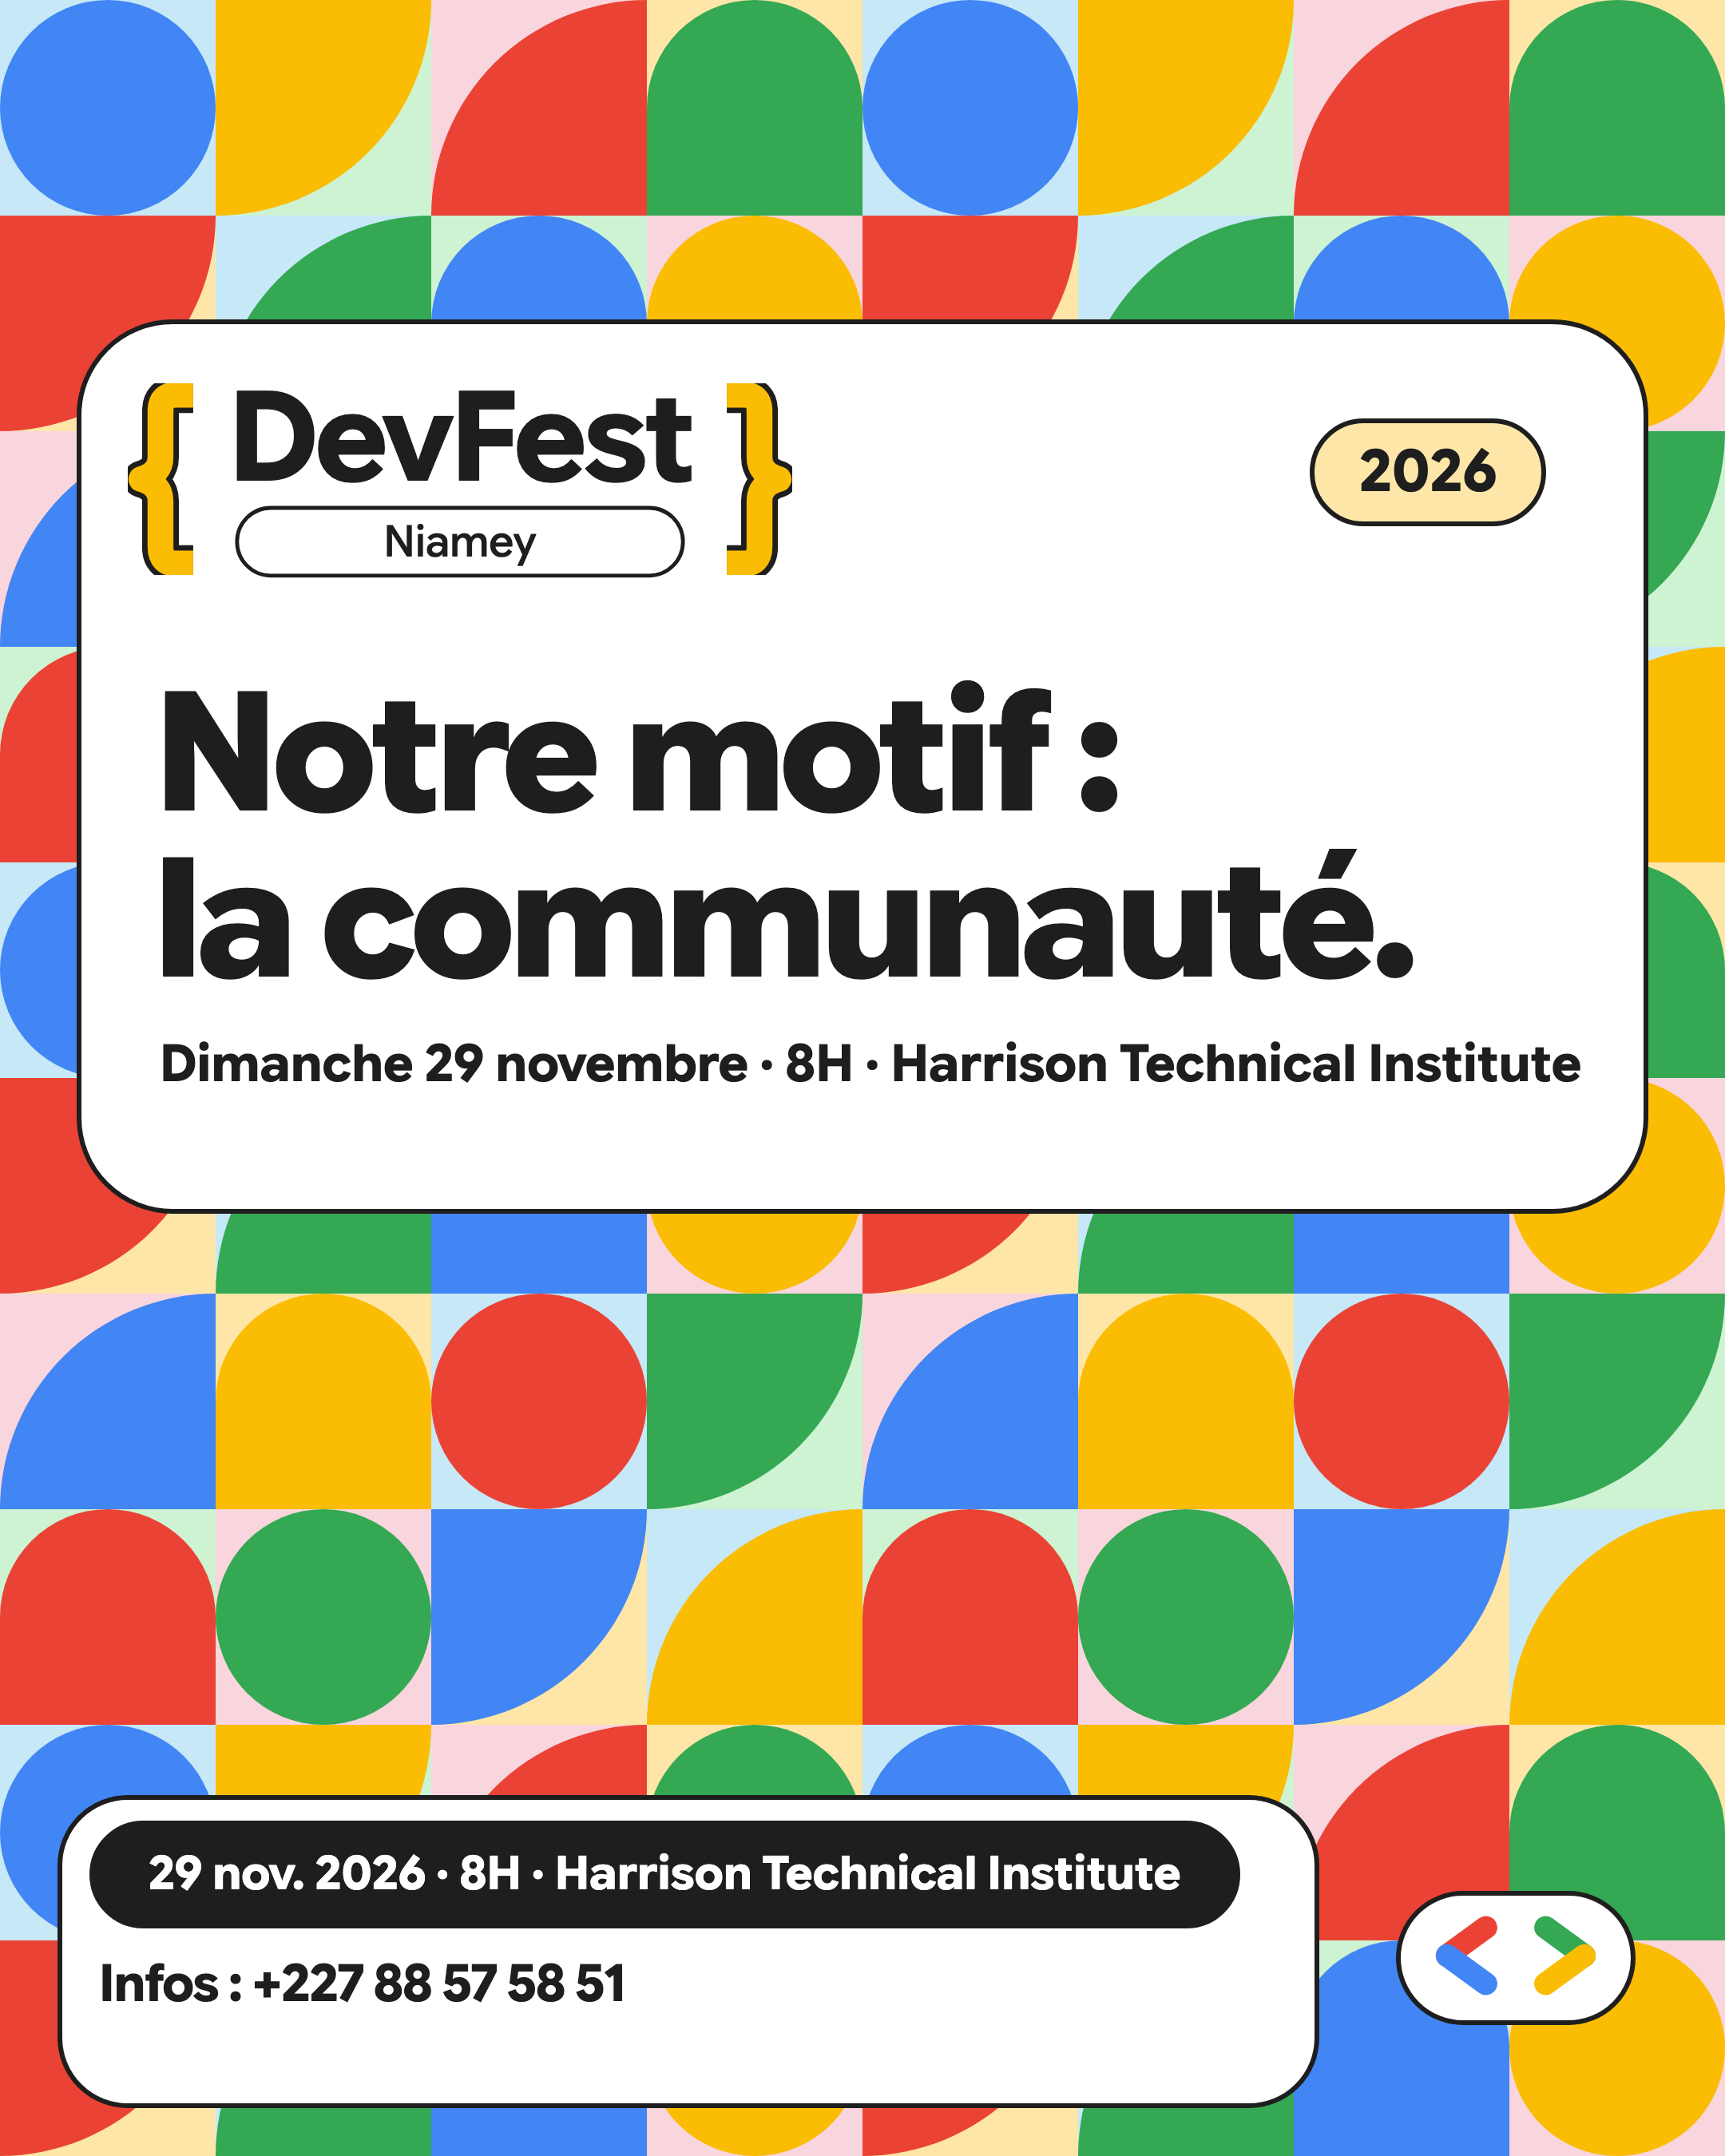 DevFest
Niamey
2026
Notre motif :
la communauté.
Dimanche 29 novembre · 8H · Harrison Technical Institute
29 nov. 2026 · 8H · Harrison Technical Institute
Infos : +227 88 57 58 51